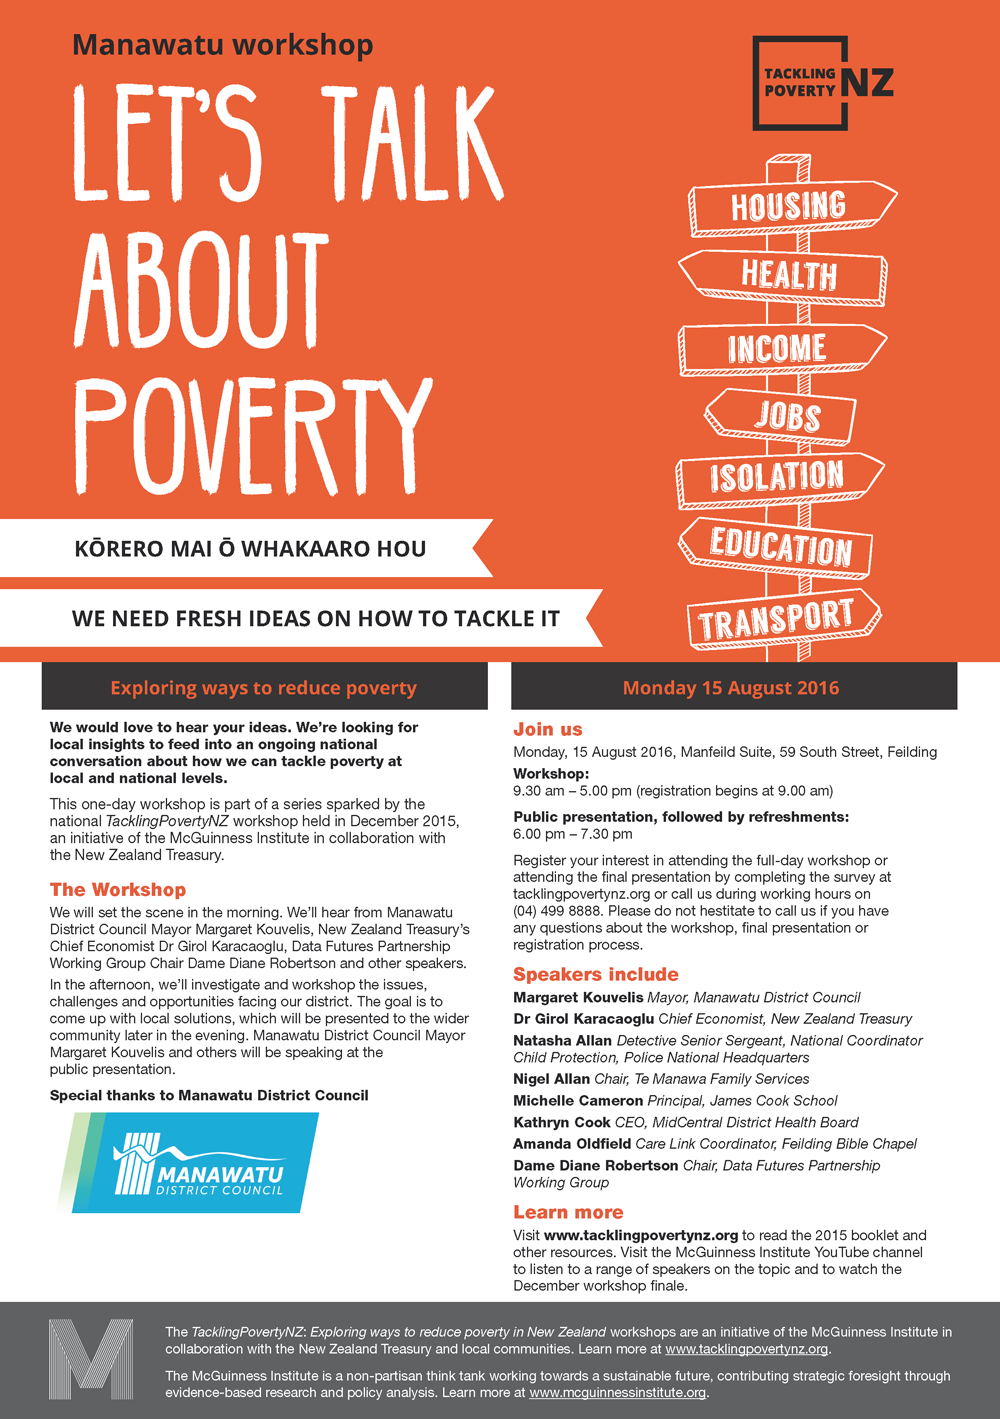 Manawatu workshop
LET'S TALK
ABOUT
POVERTY
TACKLING
POVERTY NZ
HOUSING
HEALTH
INCOME
JOBS
ISOLATION
EDUCATION
TRANSPORT
KŌRERO MAI Ō WHAKAARO HOU
WE NEED FRESH IDEAS ON HOW TO TACKLE IT
Exploring ways to reduce poverty
We would love to hear your ideas. We're looking for
local insights to feed into an ongoing national
conversation about how we can tackle poverty at
local and national levels.
This one-day workshop is part of a series sparked by the
national TacklingPovertyNZ workshop held in December 2015,
an initiative of the McGuinness Institute in collaboration with
the New Zealand Treasury.
The Workshop
We will set the scene in the morning. We'll hear from Manawatu
District Council Mayor Margaret Kouvelis, New Zealand Treasury's
Chief Economist Dr Girol Karacaoglu, Data Futures Partnership
Working Group Chair Dame Diane Robertson and other speakers.
In the afternoon, we'll investigate and workshop the issues,
challenges and opportunities facing our district. The goal is to
come up with local solutions, which will be presented to the wider
community later in the evening. Manawatu District Council Mayor
Margaret Kouvelis and others will be speaking at the
public presentation.
Special thanks to Manawatu District Council
MANAWATU
DISTRICT COUNCIL
Monday 15 August 2016
Join us
Monday, 15 August 2016, Manfeild Suite, 59 South Street, Feilding
Workshop:
9.30 am – 5.00 pm (registration begins at 9.00 am)
Public presentation, followed by refreshments:
6.00 pm – 7.30 pm
Register your interest in attending the full-day workshop or
attending the final presentation by completing the survey at
tacklingpovertynz.org or call us during working hours on
(04) 499 8888. Please do not hestitate to call us if you have
any questions about the workshop, final presentation or
registration process.
Speakers include
Margaret Kouvelis Mayor, Manawatu District Council
Dr Girol Karacaoglu Chief Economist, New Zealand Treasury
Natasha Allan Detective Senior Sergeant, National Coordinator
Child Protection, Police National Headquarters
Nigel Allan Chair, Te Manawa Family Services
Michelle Cameron Principal, James Cook School
Kathryn Cook CEO, MidCentral District Health Board
Amanda Oldfield Care Link Coordinator, Feilding Bible Chapel
Dame Diane Robertson Chair, Data Futures Partnership
Working Group
Learn more
Visit www.tacklingpovertynz.org to read the 2015 booklet and
other resources. Visit the McGuinness Institute YouTube channel
to listen to a range of speakers on the topic and to watch the
December workshop finale.
The TacklingPovertyNZ: Exploring ways to reduce poverty in New Zealand workshops are an initiative of the McGuinness Institute in
collaboration with the New Zealand Treasury and local communities. Learn more at www.tacklingpovertynz.org.
The McGuinness Institute is a non-partisan think tank working towards a sustainable future, contributing strategic foresight through
evidence-based research and policy analysis. Learn more at www.mcguinnessinstitute.org.